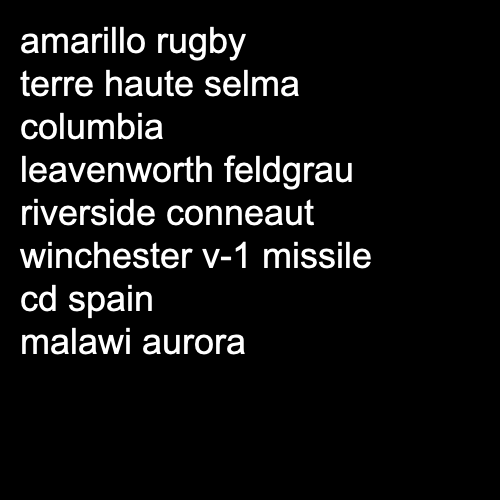 amarillo rugby
terre haute selma
columbia
leavenworth feldgrau
riverside conneaut
winchester v-1 missile
cd spain
malawi aurora